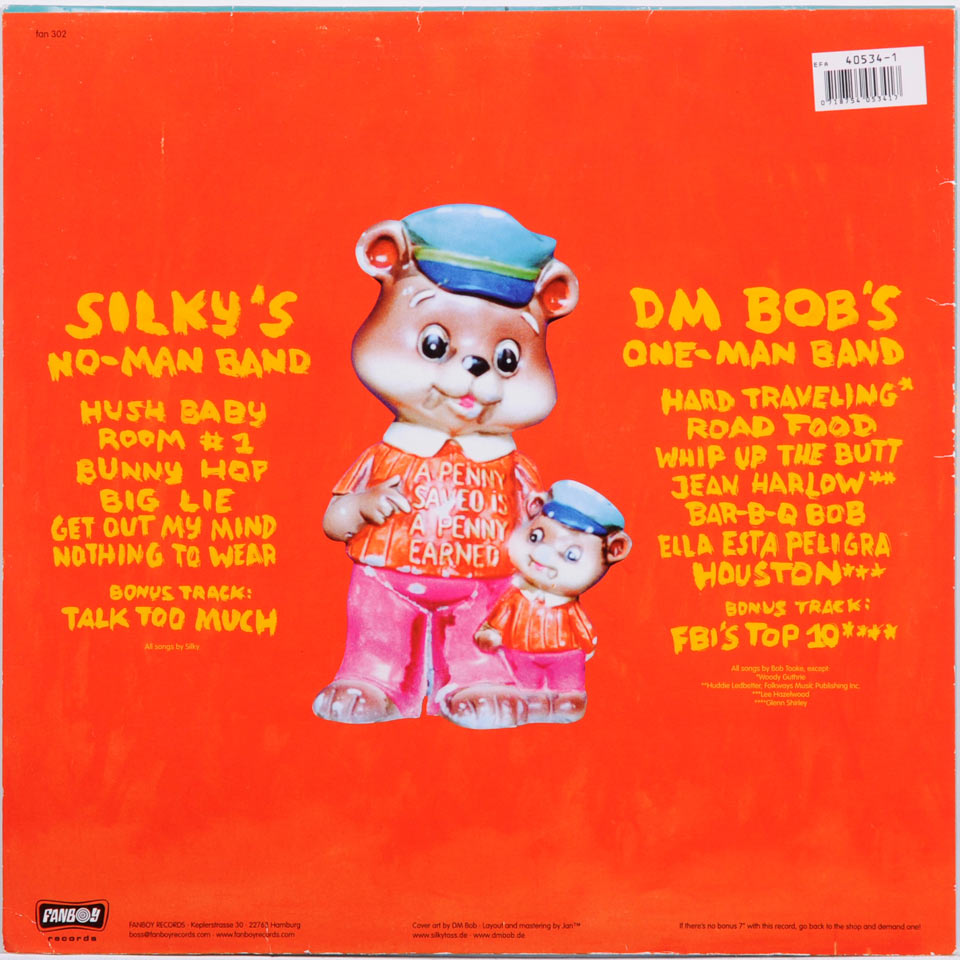 fan 302
EFA 40534-1
0 718754 053417
SILKY'S
NO-MAN BAND
HUSH BABY
ROOM #1
BUNNY HOP
BIG LIE
GET OUT MY MIND
NOTHING TO WEAR
BONUS TRACK:
TALK TOO MUCH
All songs by Silky
A PENNY
SAVED IS
A PENNY
EARNED
DM BOB'S
ONE-MAN BAND
HARD TRAVELING*
ROAD FOOD
WHIP UP THE BUTT
JEAN HARLOW**
BAR-B-Q BOB
ELLA ESTA PELIGRA
HOUSTON***
BONUS TRACK:
FBI'S TOP 10****
All songs by Bob Tooke, except
*Woody Guthrie
**Huddie Ledbetter, Folkways Music Publishing Inc.
***Lee Hazelwood
****Glenn Shirley
FANBOY
records
FANBOY RECORDS · Keplerstrasse 30 · 22763 Hamburg
boss@fanboyrecords.com · www.fanboyrecords.com
Cover art by DM Bob · Layout and mastering by Jan™
www.silkytoss.de · www.dmbob.de
If there's no bonus 7" with this record, go back to the shop and demand one!